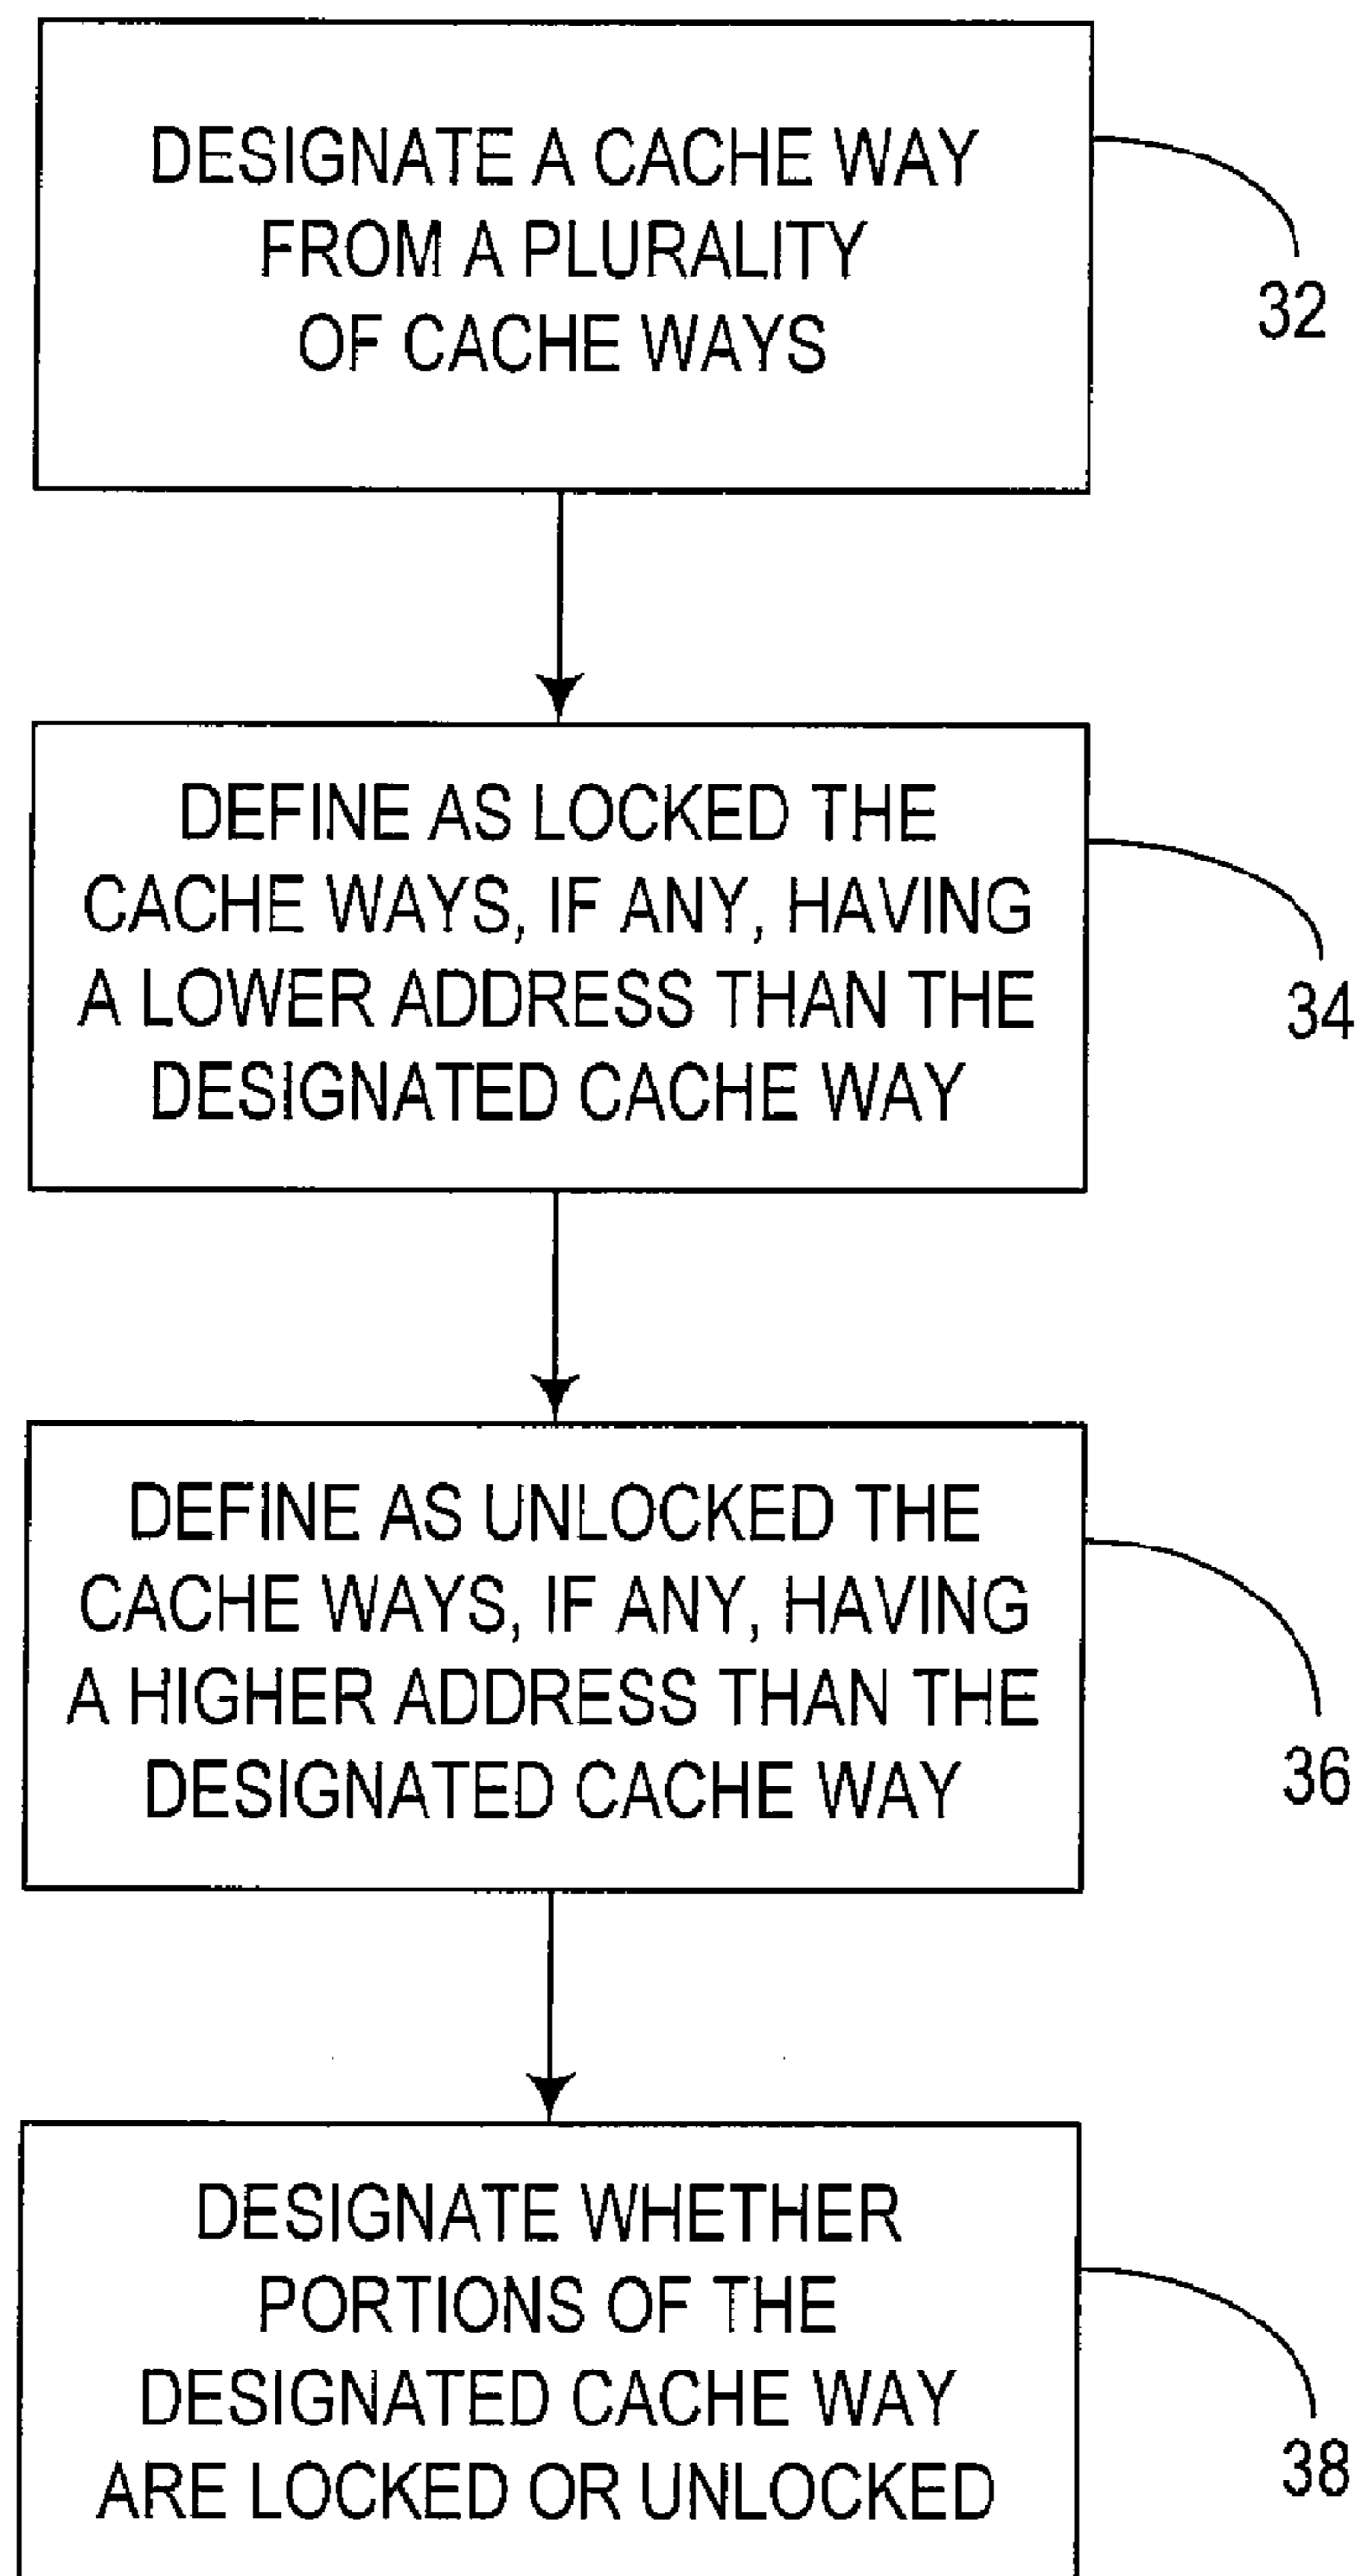 DESIGNATE A CACHE WAY
FROM A PLURALITY
OF CACHE WAYS
32
DEFINE AS LOCKED THE
CACHE WAYS, IF ANY, HAVING
A LOWER ADDRESS THAN THE
DESIGNATED CACHE WAY
34
DEFINE AS UNLOCKED THE
CACHE WAYS, IF ANY, HAVING
A HIGHER ADDRESS THAN THE
DESIGNATED CACHE WAY
36
DESIGNATE WHETHER
PORTIONS OF THE
DESIGNATED CACHE WAY
ARE LOCKED OR UNLOCKED
38